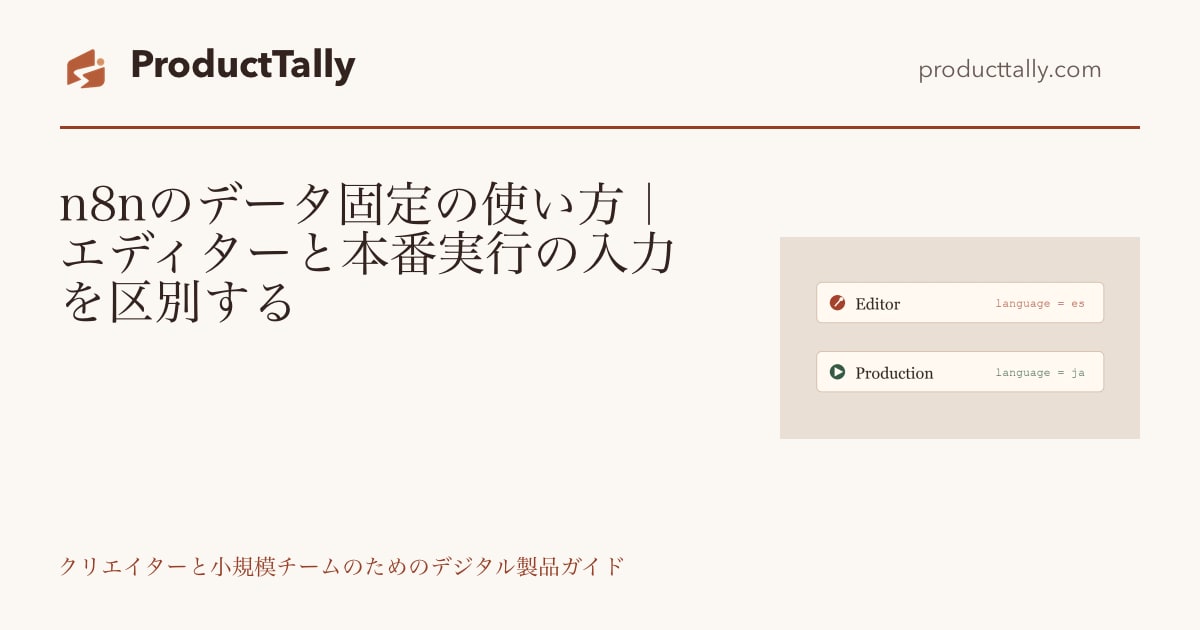 ProductTally
producttally.com
n8nのデータ固定の使い方｜
エディターと本番実行の入力
を区別する
Editor
language = es
Production
language = ja
クリエイターと小規模チームのためのデジタル製品ガイド